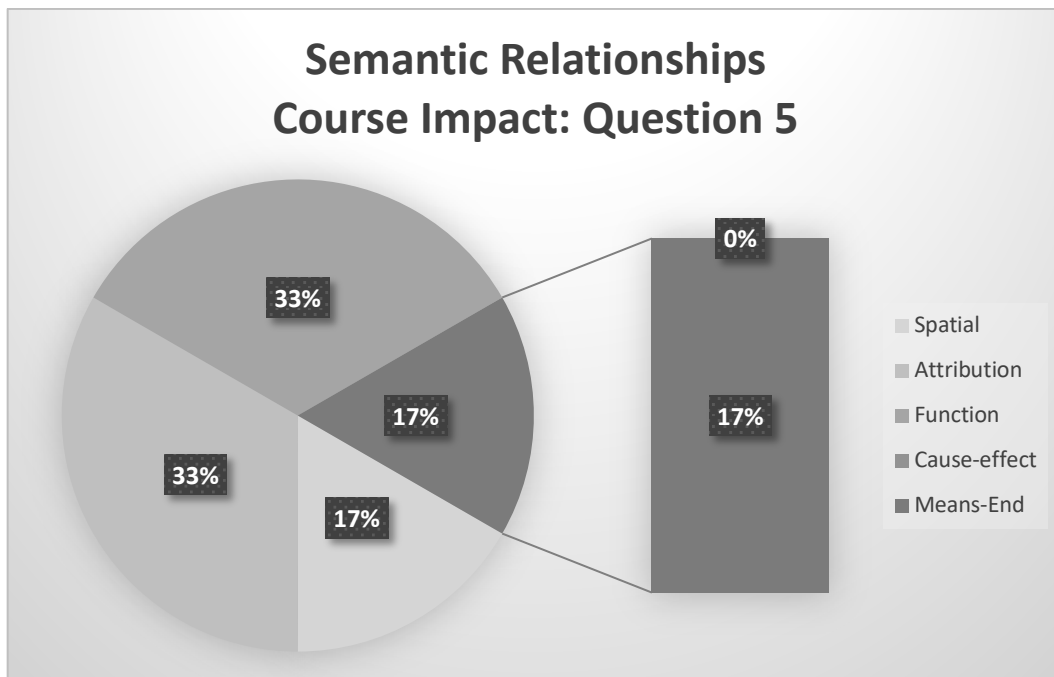 Semantic Relationships
Course Impact: Question 5
33%
33%
17%
17%
0%
17%
Spatial
Attribution
Function
Cause-effect
Means-End